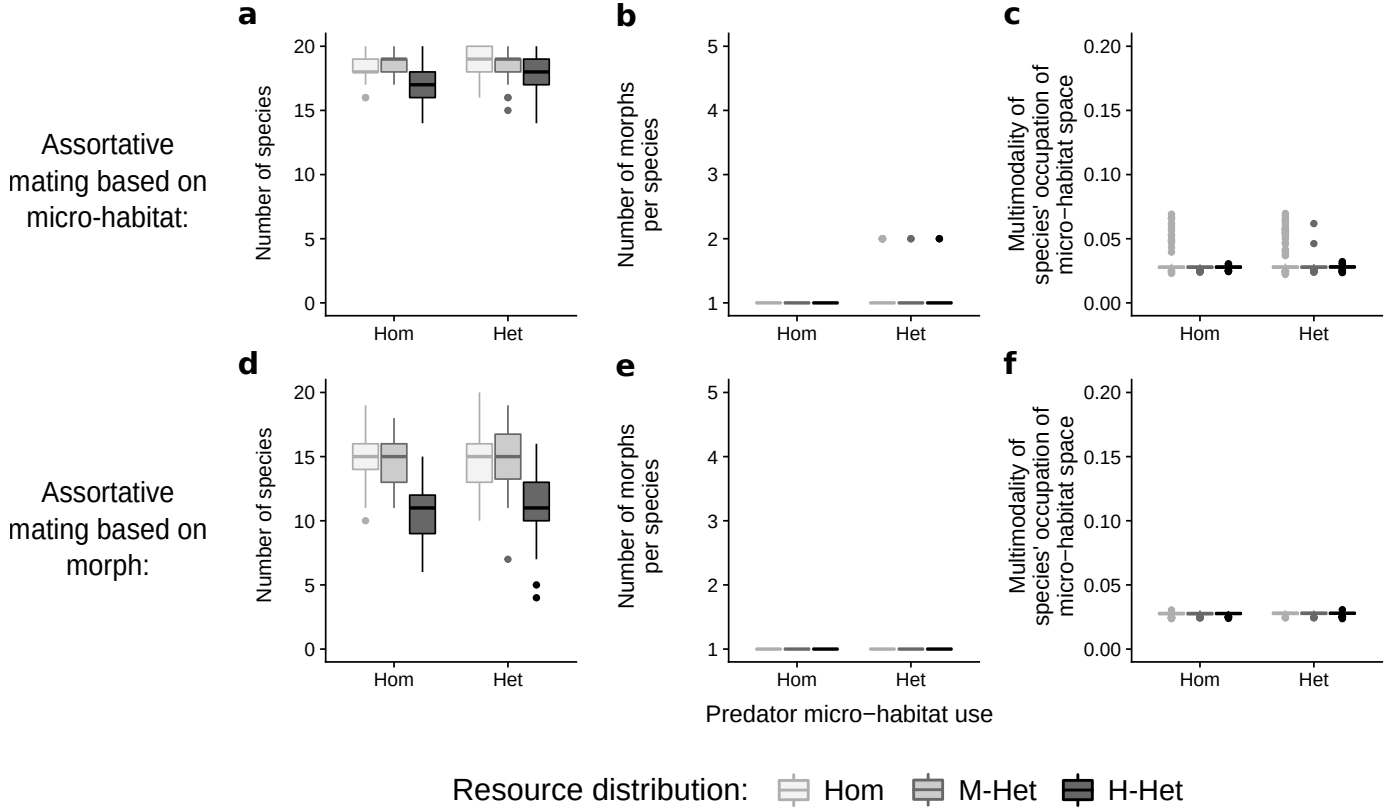 a
b
c
Assortative
mating based on
micro-habitat:
Number of species
20
15
10
5
0
Hom
Het
Number of morphs
per species
5
4
3
2
1
Hom
Het
Multimodality of
species' occupation of
micro−habitat space
0.20
0.15
0.10
0.05
0.00
Hom
Het
d
e
f
Assortative
mating based on
morph:
Number of species
20
15
10
5
0
Hom
Het
Number of morphs
per species
5
4
3
2
1
Hom
Het
Multimodality of
species' occupation of
micro−habitat space
0.20
0.15
0.10
0.05
0.00
Hom
Het
Predator micro−habitat use
Resource distribution: Hom M-Het H-Het